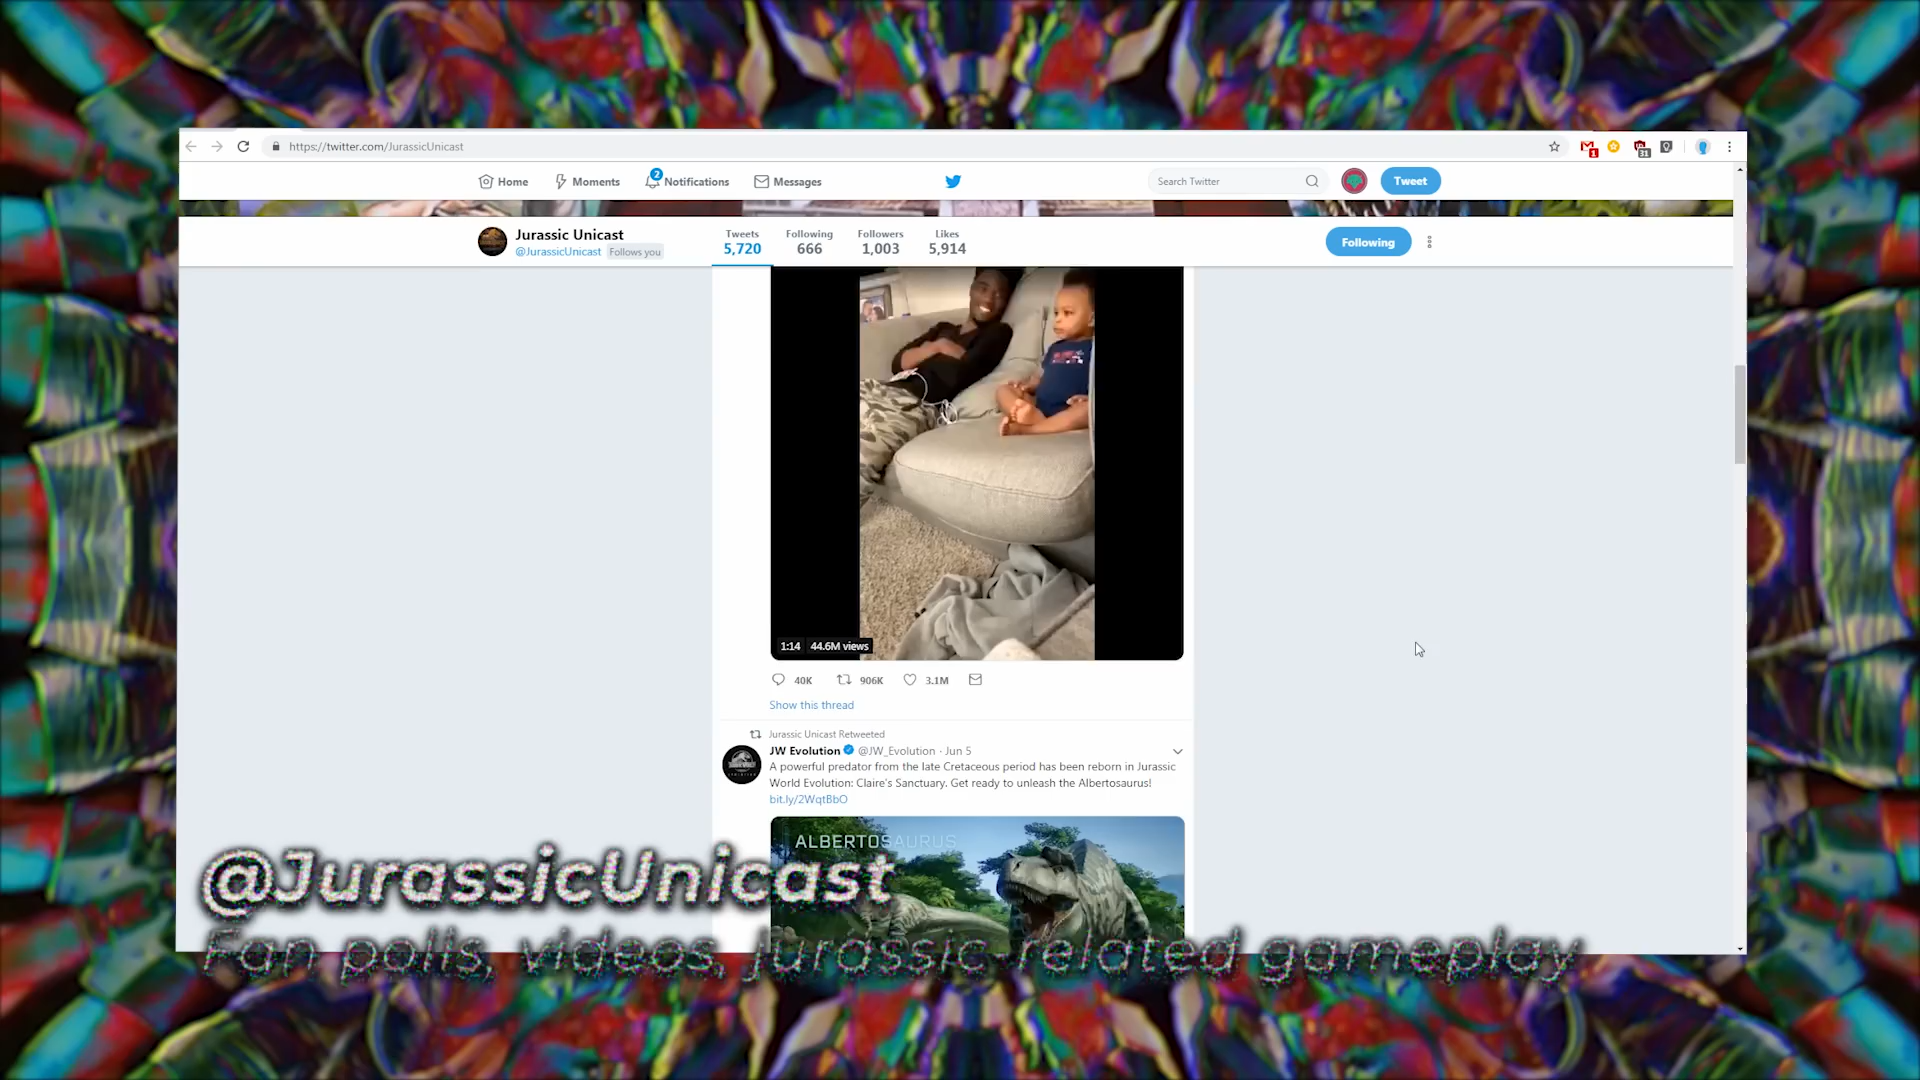 https://twitter.com/JurassicUnicast
1
31
Home
Moments
2
Notifications
Messages
Search Twitter
Tweet
Jurassic Unicast
@JurassicUnicast Follows you
Tweets
5,720
Following
666
Followers
1,003
Likes
5,914
Following
1:14 44.6M views
40K 906K 3.1M
Show this thread
Jurassic Unicast Retweeted
JW Evolution @JW_Evolution · Jun 5
A powerful predator from the late Cretaceous period has been reborn in Jurassic
World Evolution: Claire's Sanctuary. Get ready to unleash the Albertosaurus!
bit.ly/2WqtBbO
ALBERTOSAURUS
@JurassicUnicast
Fan polls, videos, Jurassic-related gameplay